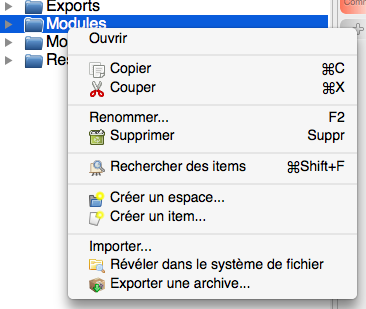 Exports
Modules
Mo
Res
Comm
Ouvrir
Copier ⌘C
Couper ⌘X
Renommer... F2
Supprimer Suppr
Rechercher des items ⌘Shift+F
Créer un espace...
Créer un item...
Importer...
Révéler dans le système de fichier
Exporter une archive...